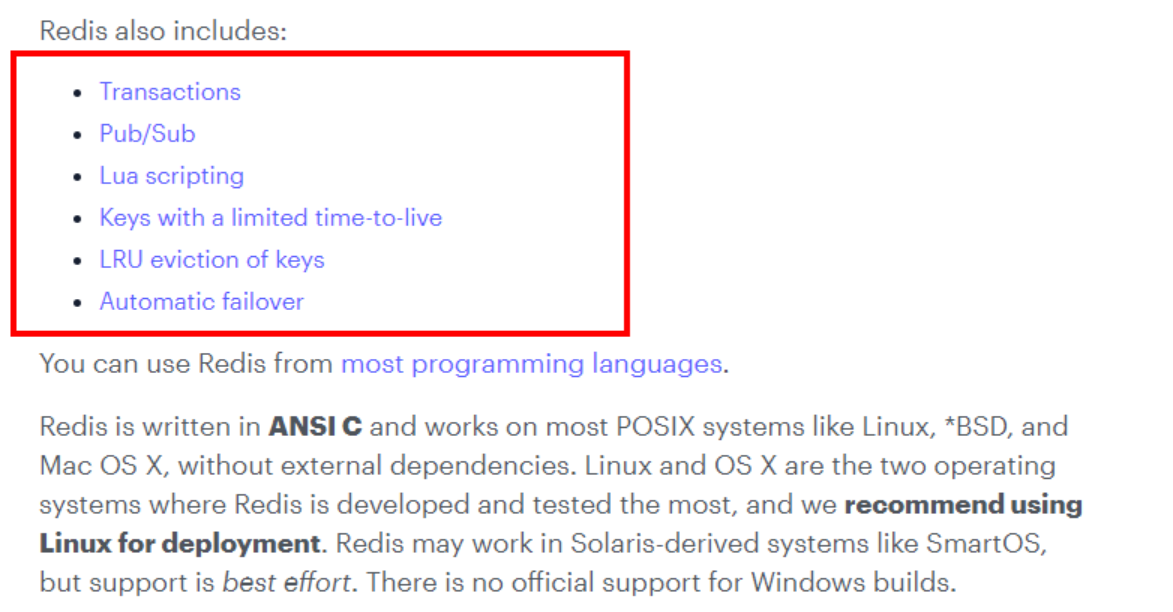 Redis also includes:
• Transactions
• Pub/Sub
• Lua scripting
• Keys with a limited time-to-live
• LRU eviction of keys
• Automatic failover
You can use Redis from most programming languages.
Redis is written in ANSI C and works on most POSIX systems like Linux, *BSD, and
Mac OS X, without external dependencies. Linux and OS X are the two operating
systems where Redis is developed and tested the most, and we recommend using
Linux for deployment. Redis may work in Solaris-derived systems like SmartOS,
but support is best effort. There is no official support for Windows builds.